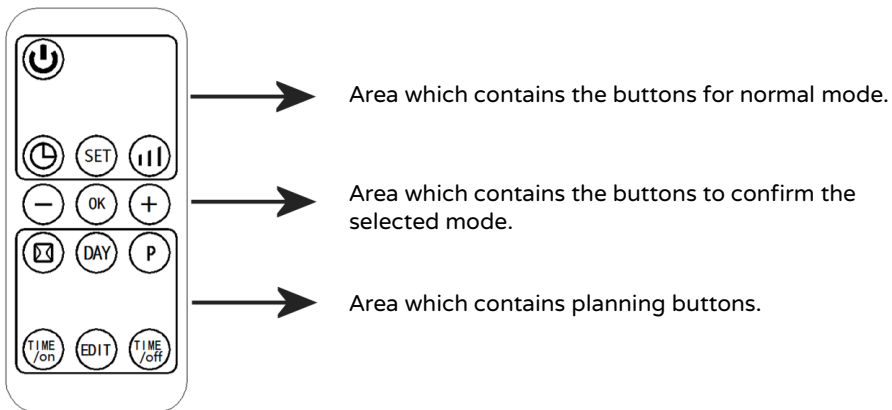 Area which contains the buttons for normal mode.
SET
- OK +
Area which contains the buttons to confirm the
selected mode.
DAY P
Area which contains planning buttons.
TIME
/on
EDIT
TIME
/off